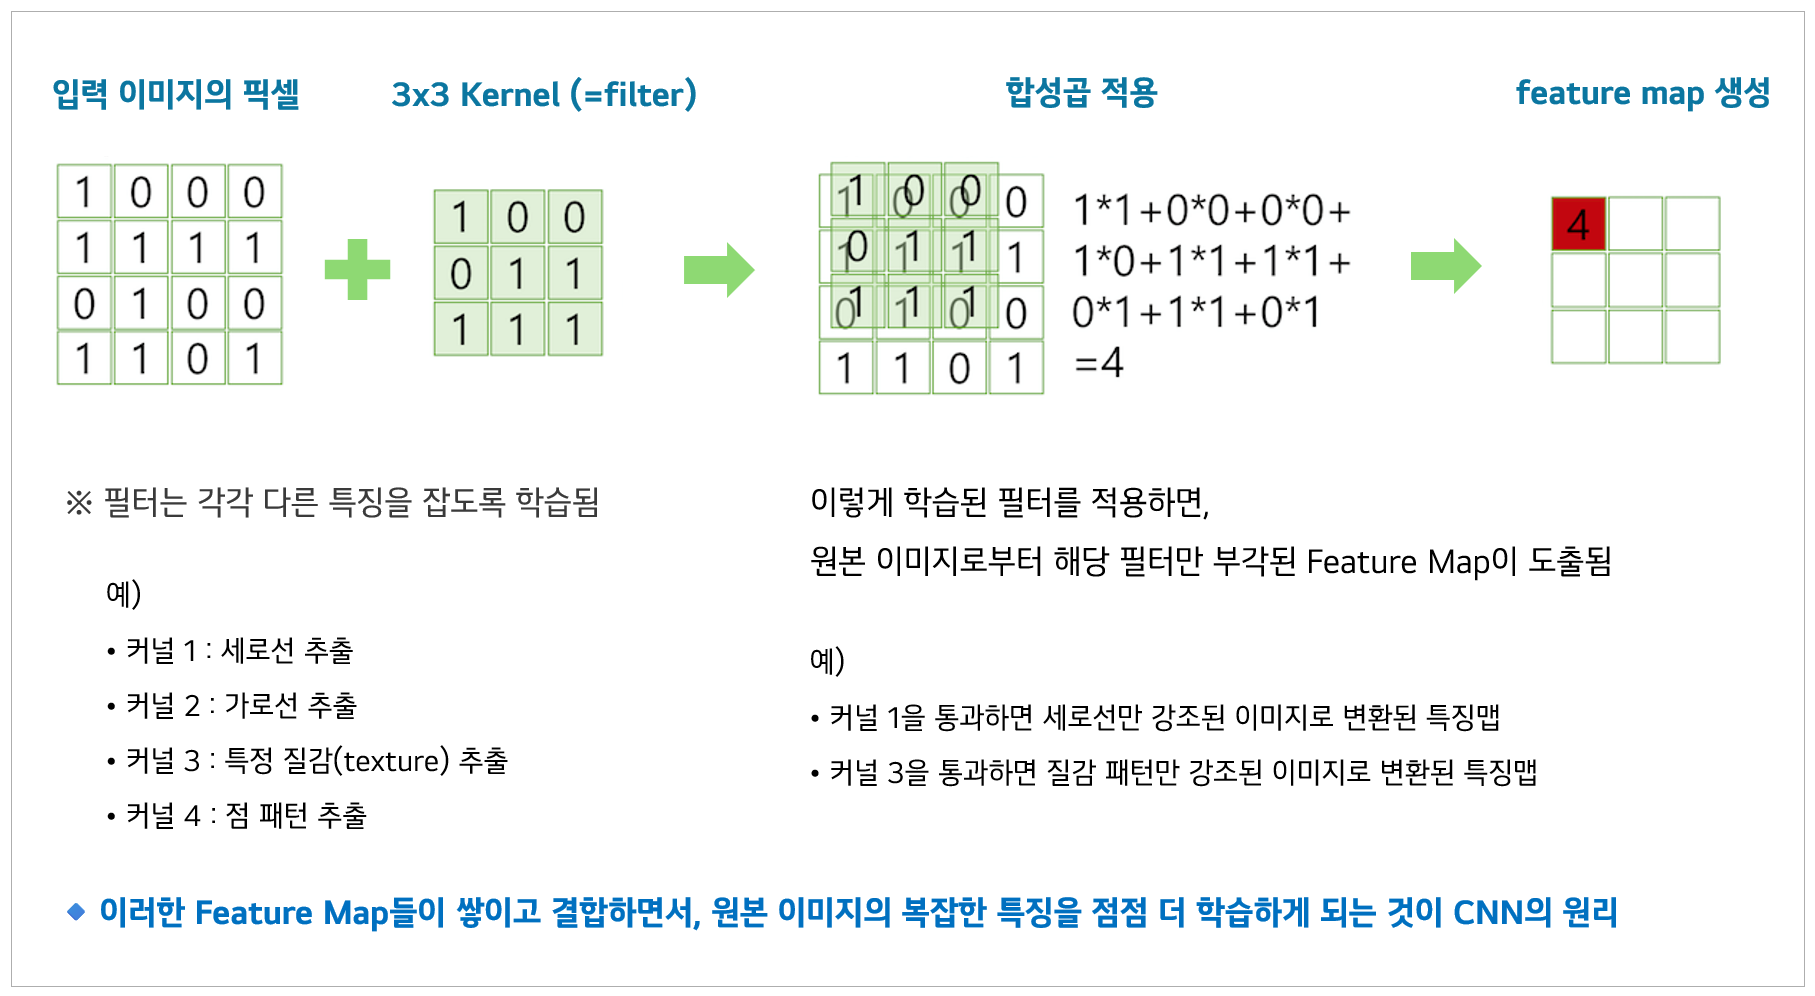 입력 이미지의 픽셀
3x3 Kernel (=filter)
합성곱 적용
feature map 생성
1 0 0 0
1 1 1 1
0 1 0 0
1 1 0 1
1 0 0
0 1 1
1 1 1
1 0 0 0
1 1 1 1
0 1 0 0
1 1 0 1
1 0 0
0 1 1
1 1 1
1*1+0*0+0*0+
1*0+1*1+1*1+
0*1+1*1+0*1
=4
4
※ 필터는 각각 다른 특징을 잡도록 학습됨
예)
• 커널 1 : 세로선 추출
• 커널 2 : 가로선 추출
• 커널 3 : 특정 질감(texture) 추출
• 커널 4 : 점 패턴 추출
이렇게 학습된 필터를 적용하면,
원본 이미지로부터 해당 필터만 부각된 Feature Map이 도출됨
예)
• 커널 1을 통과하면 세로선만 강조된 이미지로 변환된 특징맵
• 커널 3을 통과하면 질감 패턴만 강조된 이미지로 변환된 특징맵
◆ 이러한 Feature Map들이 쌓이고 결합하면서, 원본 이미지의 복잡한 특징을 점점 더 학습하게 되는 것이 CNN의 원리